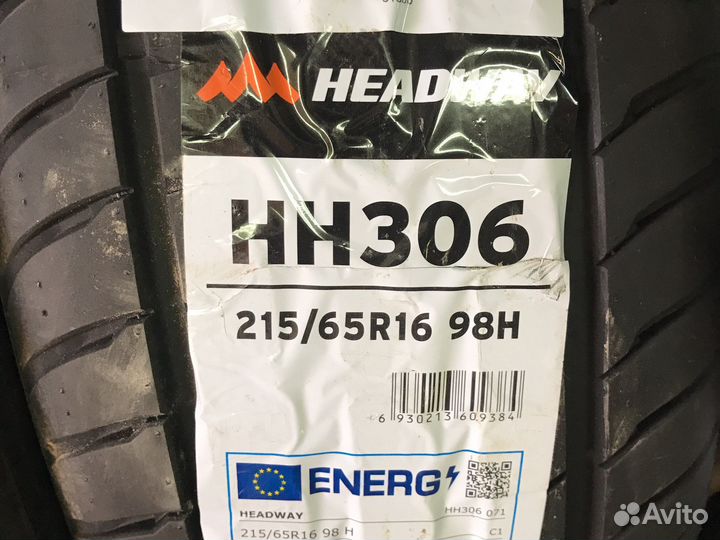 HEADWAY
HH306
215/65R16 98H
6 930213 609384
ENERG
HEADWAY HH306 071
215/65R16 98 H C1
Avito